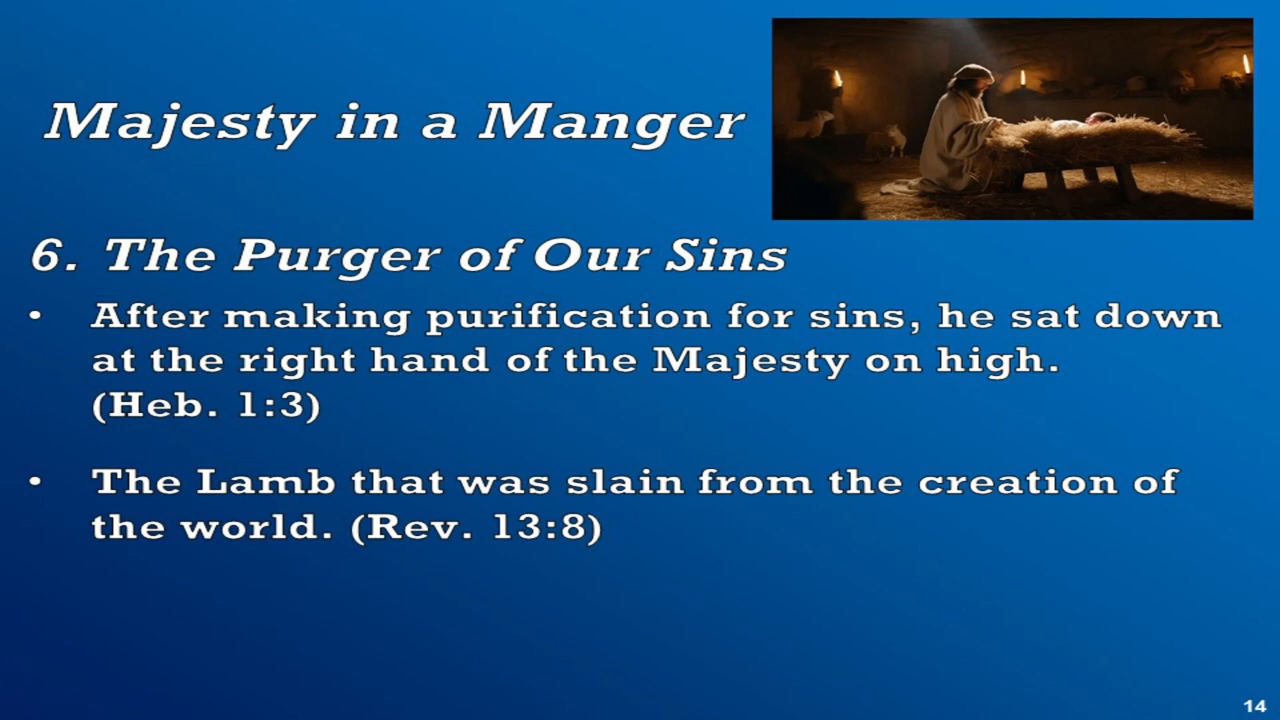 Majesty in a Manger
6. The Purger of Our Sins
• After making purification for sins, he sat down
at the right hand of the Majesty on high.
(Heb. 1:3)
• The Lamb that was slain from the creation of
the world. (Rev. 13:8)
14